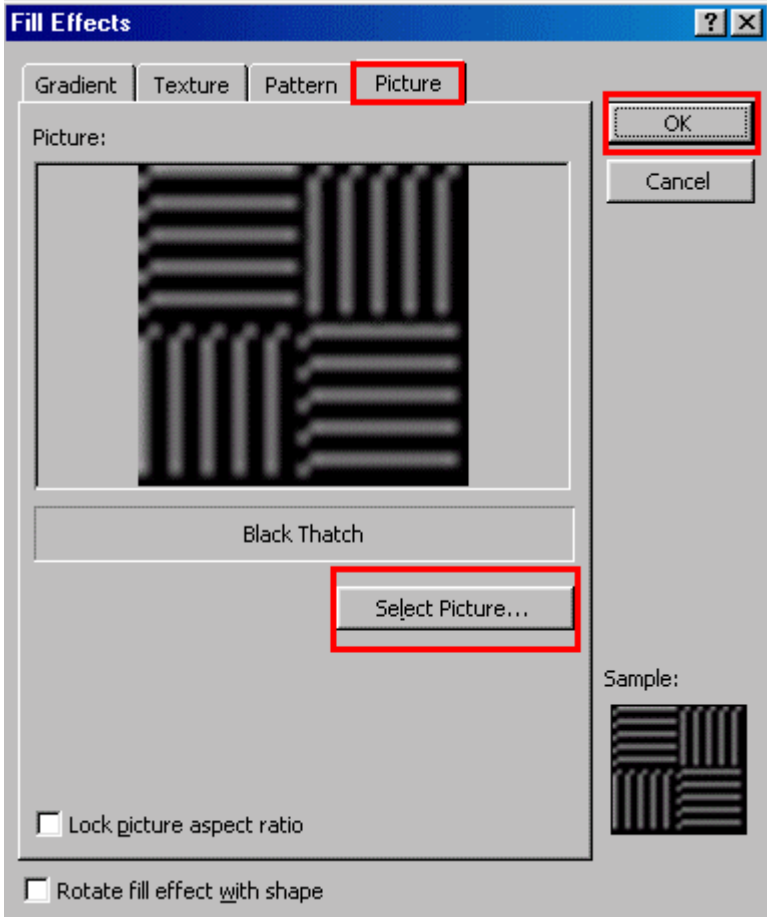 Fill Effects
Gradient Texture Pattern Picture
Picture:
OK
Cancel
Black Thatch
Select Picture...
Sample:
Lock picture aspect ratio
Rotate fill effect with shape